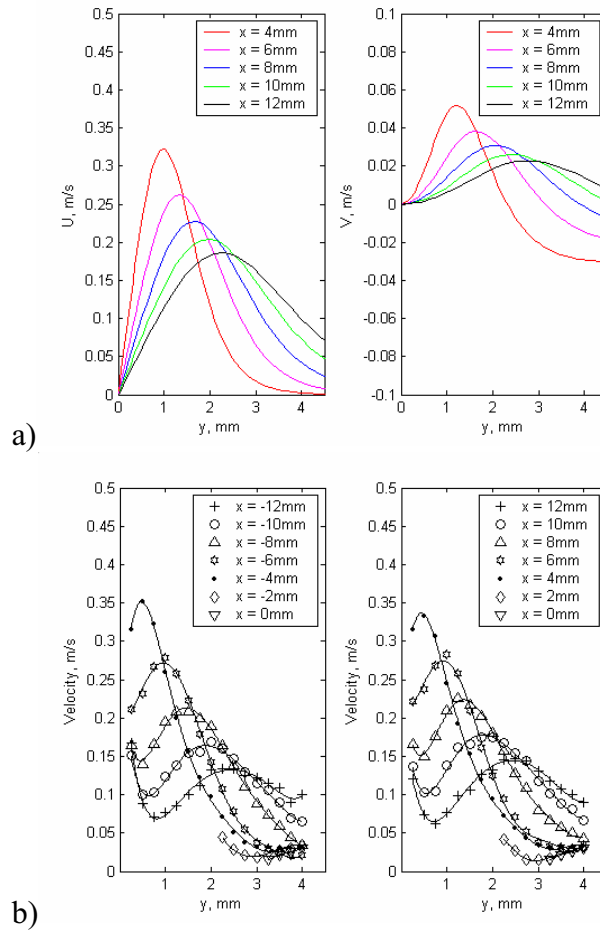 0.5
0.45
0.4
0.35
0.3
0.25
0.2
0.15
0.1
0.05
0
U, m/s
x = 4mm
x = 6mm
x = 8mm
x = 10mm
x = 12mm
0 1 2 3 4
y, mm
0.1
0.08
0.06
0.04
0.02
0
-0.02
-0.04
-0.06
-0.08
-0.1
V, m/s
x = 4mm
x = 6mm
x = 8mm
x = 10mm
x = 12mm
0 1 2 3 4
y, mm
a)
0.5
0.45
0.4
0.35
0.3
0.25
0.2
0.15
0.1
0.05
0
Velocity, m/s
x = -12mm
x = -10mm
x = -8mm
x = -6mm
x = -4mm
x = -2mm
x = 0mm
0 1 2 3 4
y, mm
0.5
0.45
0.4
0.35
0.3
0.25
0.2
0.15
0.1
0.05
0
Velocity, m/s
x = 12mm
x = 10mm
x = 8mm
x = 6mm
x = 4mm
x = 2mm
x = 0mm
0 1 2 3 4
y, mm
b)